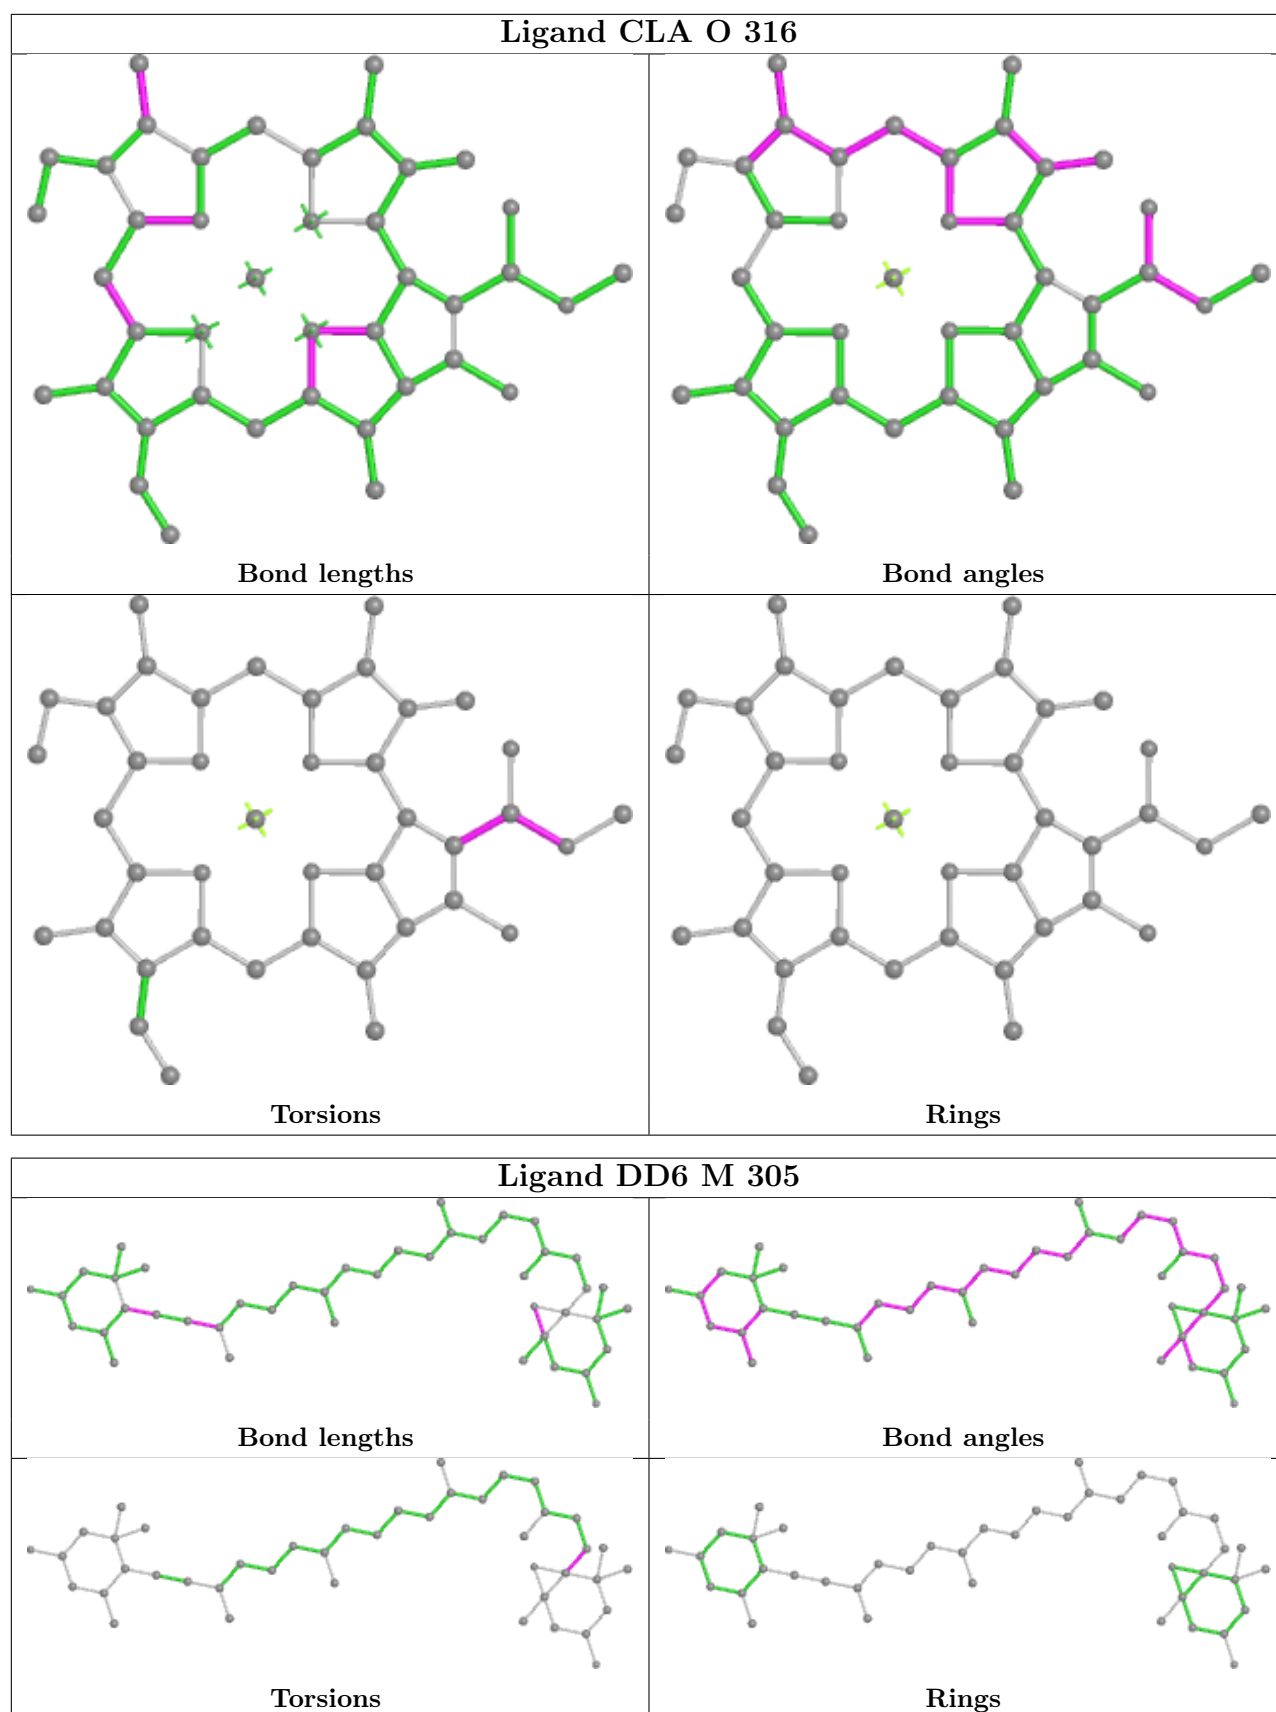 Ligand CLA O 316
Bond lengths
Bond angles
Torsions
Rings
Ligand DD6 M 305
Bond lengths
Bond angles
Torsions
Rings